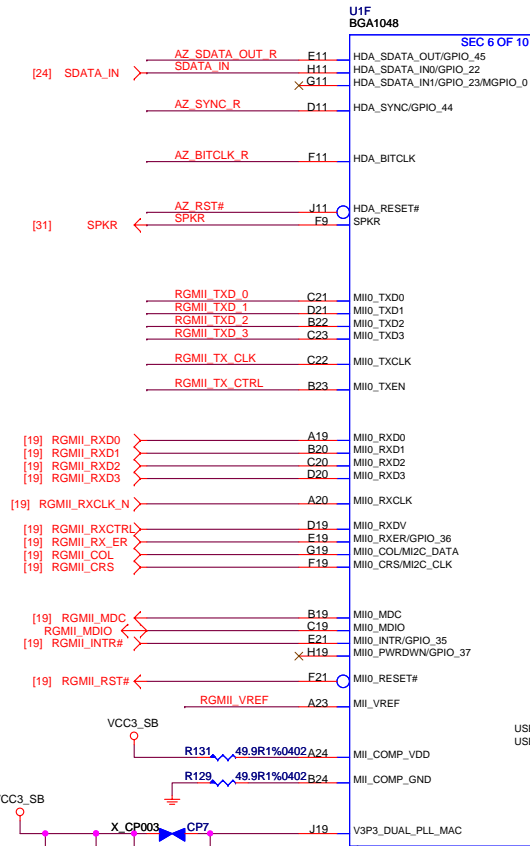 U1F
BGA1048
SEC 6 OF 10
AZ_SDATA_OUT_R E11 HDA_SDATA_OUT/GPIO_45
[24] SDATA_IN SDATA_IN H11 HDA_SDATA_IN0/GPIO_22
G11 HDA_SDATA_IN1/GPIO_23/MGPIO_0
AZ_SYNC_R D11 HDA_SYNC/GPIO_44
AZ_BITCLK_R F11 HDA_BITCLK
AZ_RST# J11 HDA_RESET#
[31] SPKR SPKR F9 SPKR
RGMII_TXD_0 C21 MII0_TXD0
RGMII_TXD_1 D21 MII0_TXD1
RGMII_TXD_2 B22 MII0_TXD2
RGMII_TXD_3 C23 MII0_TXD3
RGMII_TX_CLK C22 MII0_TXCLK
RGMII_TX_CTRL B23 MII0_TXEN
[19] RGMII_RXD0 A19 MII0_RXD0
[19] RGMII_RXD1 B20 MII0_RXD1
[19] RGMII_RXD2 C20 MII0_RXD2
[19] RGMII_RXD3 D20 MII0_RXD3
[19] RGMII_RXCLK_N A20 MII0_RXCLK
[19] RGMII_RXCTRL D19 MII0_RXDV
[19] RGMII_RX_ER E19 MII0_RXER/GPIO_36
[19] RGMII_COL G19 MII0_COL/MI2C_DATA
[19] RGMII_CRS F19 MII0_CRS/MI2C_CLK
[19] RGMII_MDC B19 MII0_MDC
RGMII_MDIO C19 MII0_MDIO
[19] RGMII_INTR# E21 MII0_INTR/GPIO_35
H19 MII0_PWRDWN/GPIO_37
[19] RGMII_RST# F21 MII0_RESET#
RGMII_VREF A23 MII_VREF
VCC3_SB
R131 49.9R1%0402 A24 MII_COMP_VDD
R129 49.9R1%0402 B24 MII_COMP_GND
X_CP003 CP7 J19 V3P3_DUAL_PLL_MAC